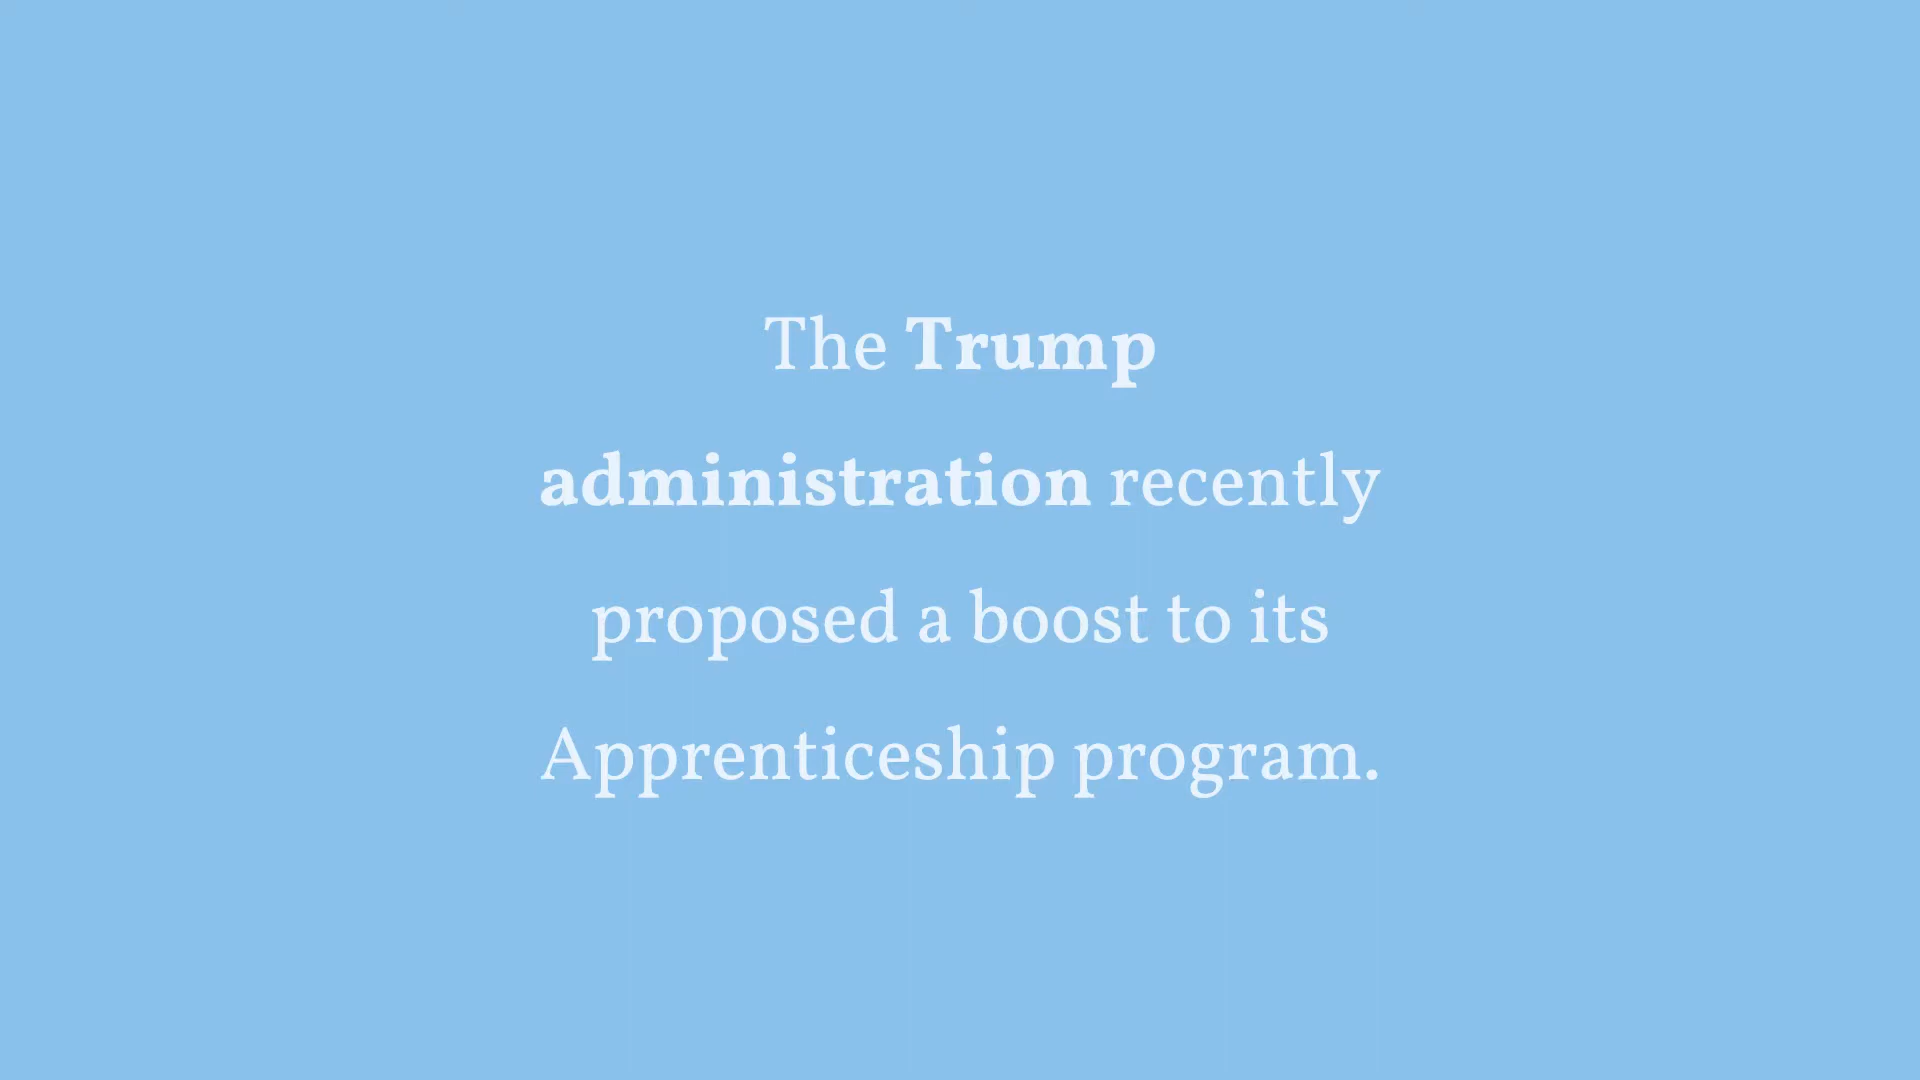 The Trump
administration recently
proposed a boost to its
Apprenticeship program.